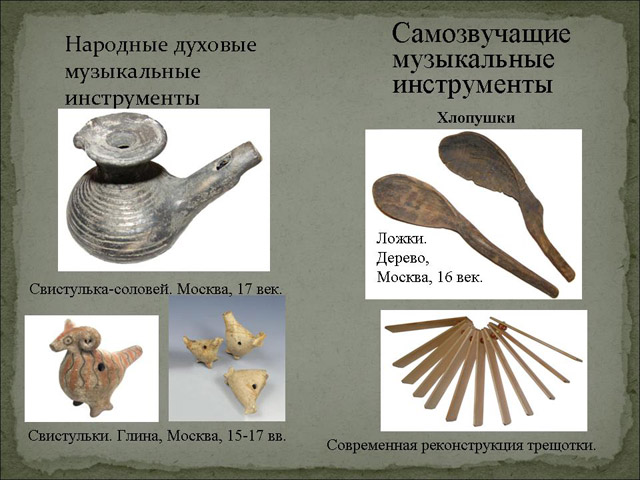 Народные духовые
музыкальные
инструменты
Свистулька-соловей. Москва, 17 век.
Свистульки. Глина, Москва, 15-17 вв.
Самозвучащие
музыкальные
инструменты
Хлопушки
Ложки.
Дерево,
Москва, 16 век.
Современная реконструкция трещотки.